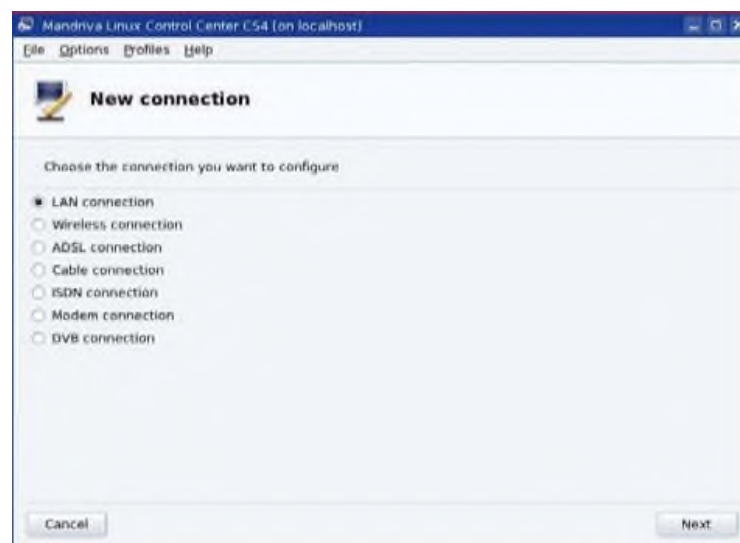 Mandriva Linux Control Center CS4 [on localhost]
File Options Profiles Help
New connection
Choose the connection you want to configure
LAN connection
Wireless connection
ADSL connection
Cable connection
ISDN connection
Modem connection
DVB connection
Cancel Next